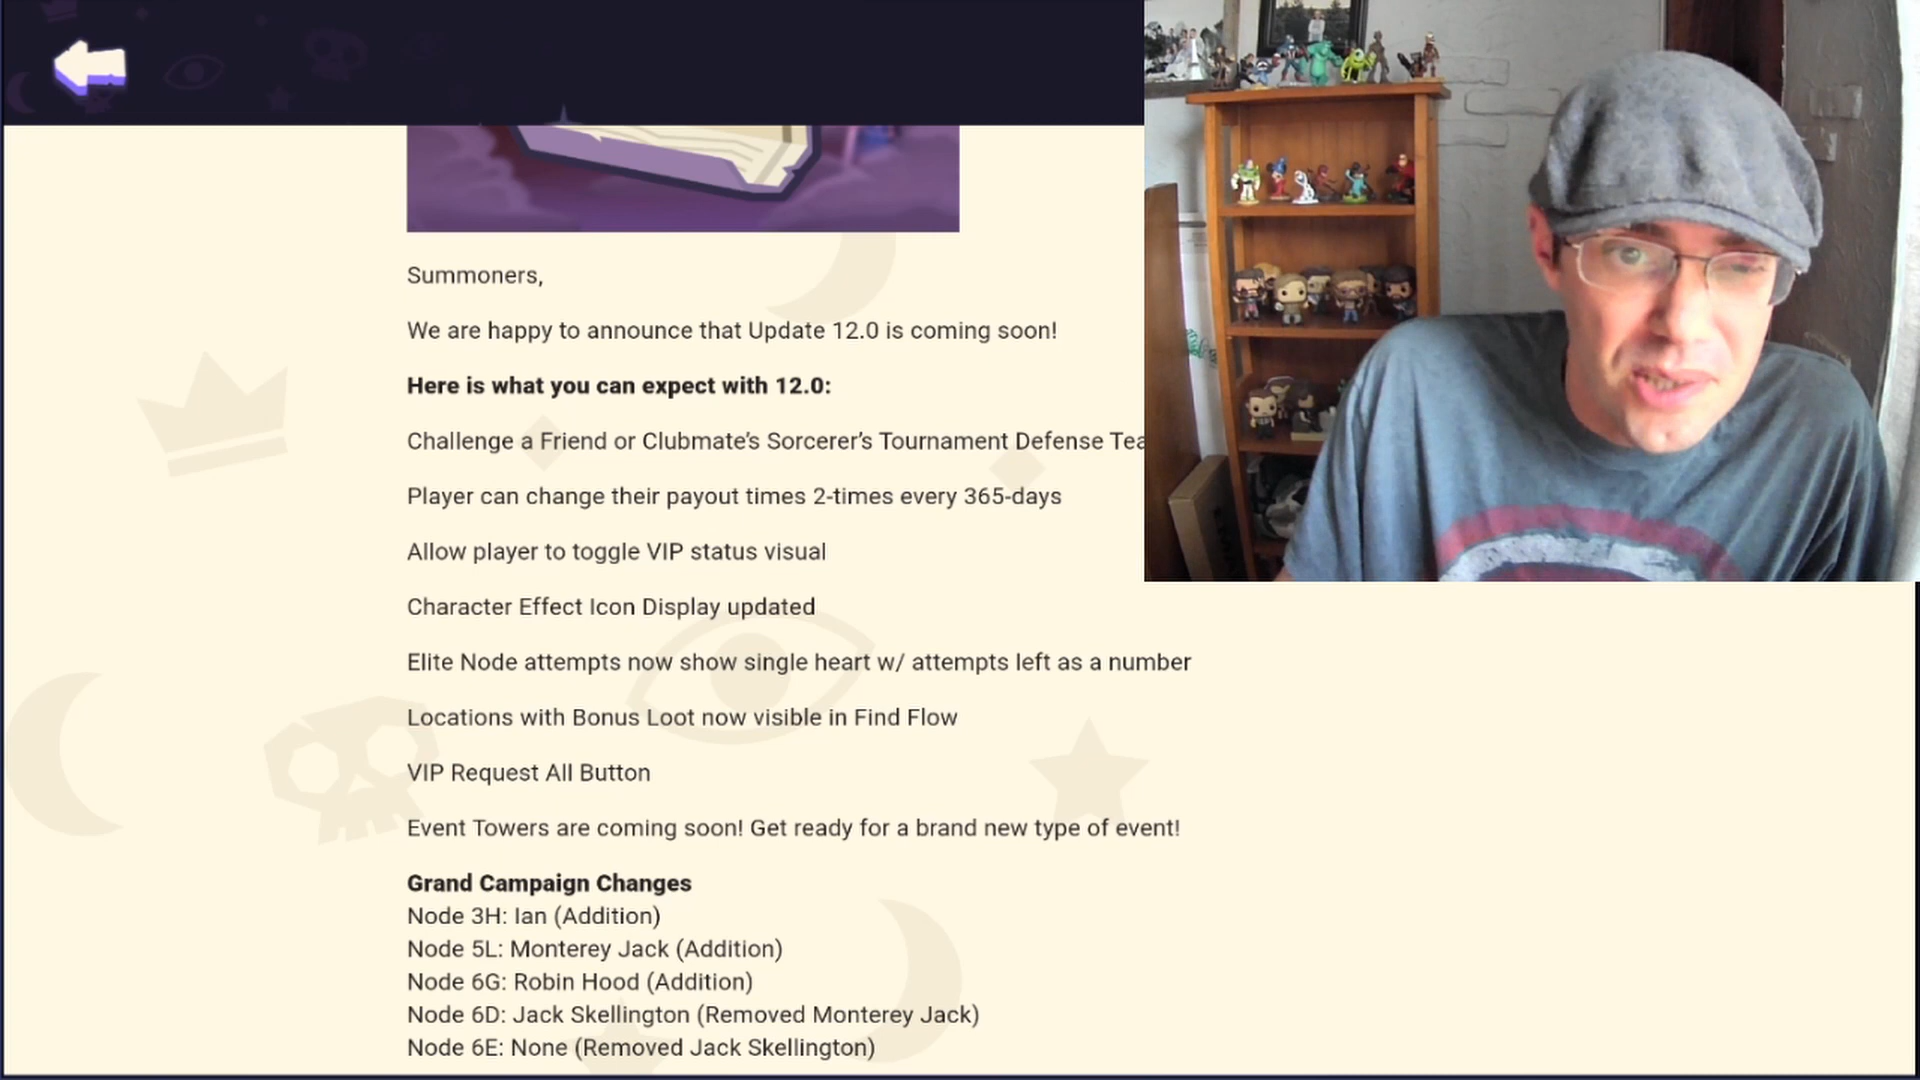 Summoners,
We are happy to announce that Update 12.0 is coming soon!
Here is what you can expect with 12.0:
Challenge a Friend or Clubmate’s Sorcerer’s Tournament Defense
Player can change their payout times 2-times every 365-days
Allow player to toggle VIP status visual
Character Effect Icon Display updated
Elite Node attempts now show single heart w/ attempts left as a number
Locations with Bonus Loot now visible in Find Flow
VIP Request All Button
Event Towers are coming soon! Get ready for a brand new type of event!
Grand Campaign Changes
Node 3H: Ian (Addition)
Node 5L: Monterey Jack (Addition)
Node 6G: Robin Hood (Addition)
Node 6D: Jack Skellington (Removed Monterey Jack)
Node 6E: None (Removed Jack Skellington)